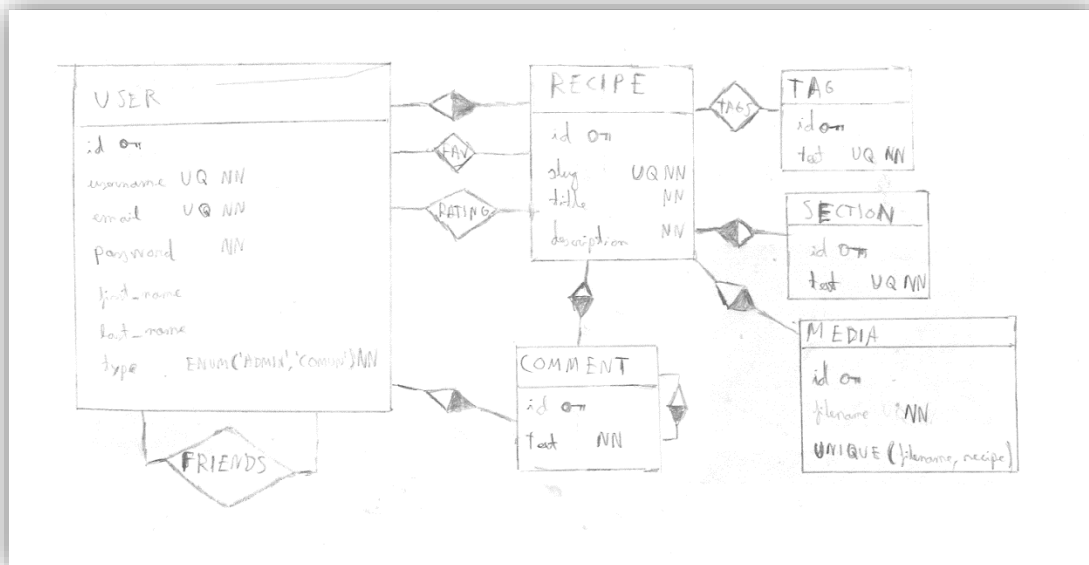 USER
id
username UQ NN
email UQ NN
password NN
first_name
last_name
type ENUM('ADMIN','COMUN')NN
FRIENDS
FAV
RATING
RECIPE
id
slug UQ NN
title NN
description NN
TAGS
TAG
id
text UQ NN
SECTION
id
text UQ NN
MEDIA
id
filename NN
UNIQUE (filename, recipe)
COMMENT
id
text NN